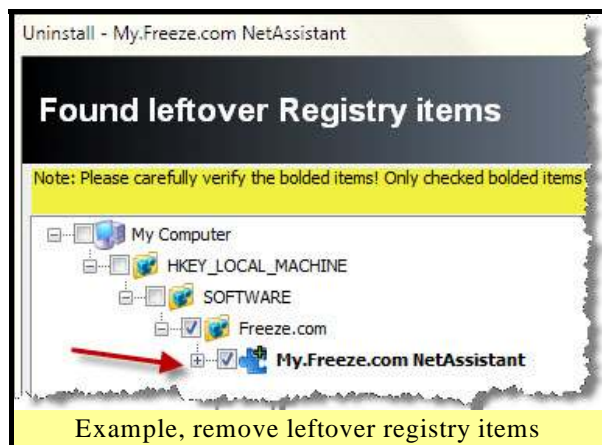 Uninstall - My.Freeze.com NetAssistant
Found leftover Registry items
Note: Please carefully verify the bolded items! Only checked bolded items
My Computer
HKEY_LOCAL_MACHINE
SOFTWARE
Freeze.com
My.Freeze.com NetAssistant
Example, remove leftover registry items